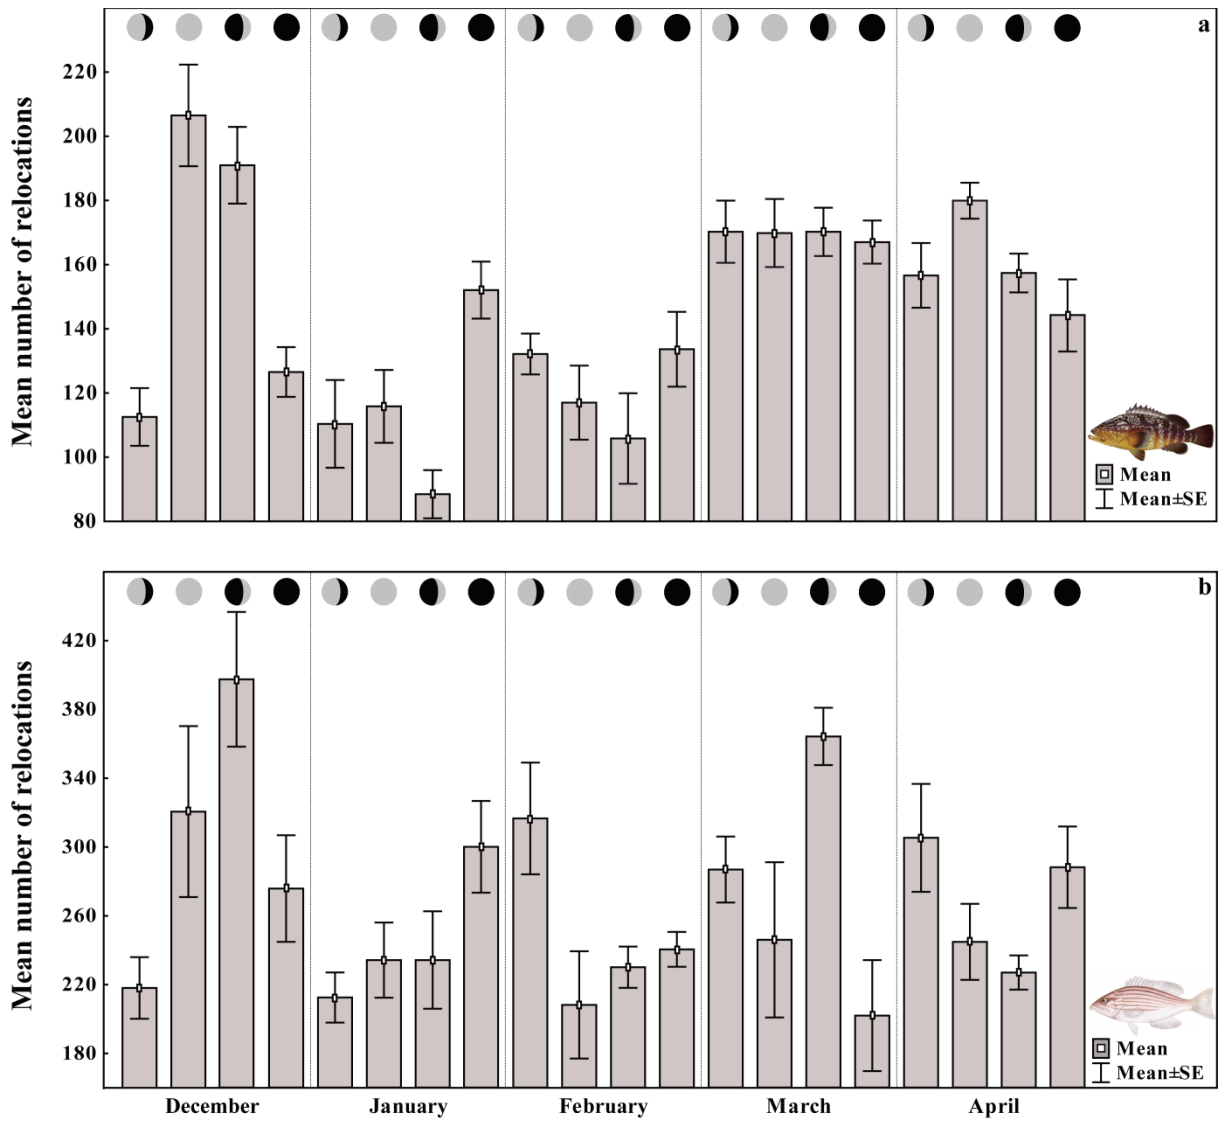 a
Mean number of relocations
220
200
180
160
140
120
100
80
Mean
Mean±SE
b
Mean number of relocations
420
380
340
300
260
220
180
Mean
Mean±SE
December January February March April